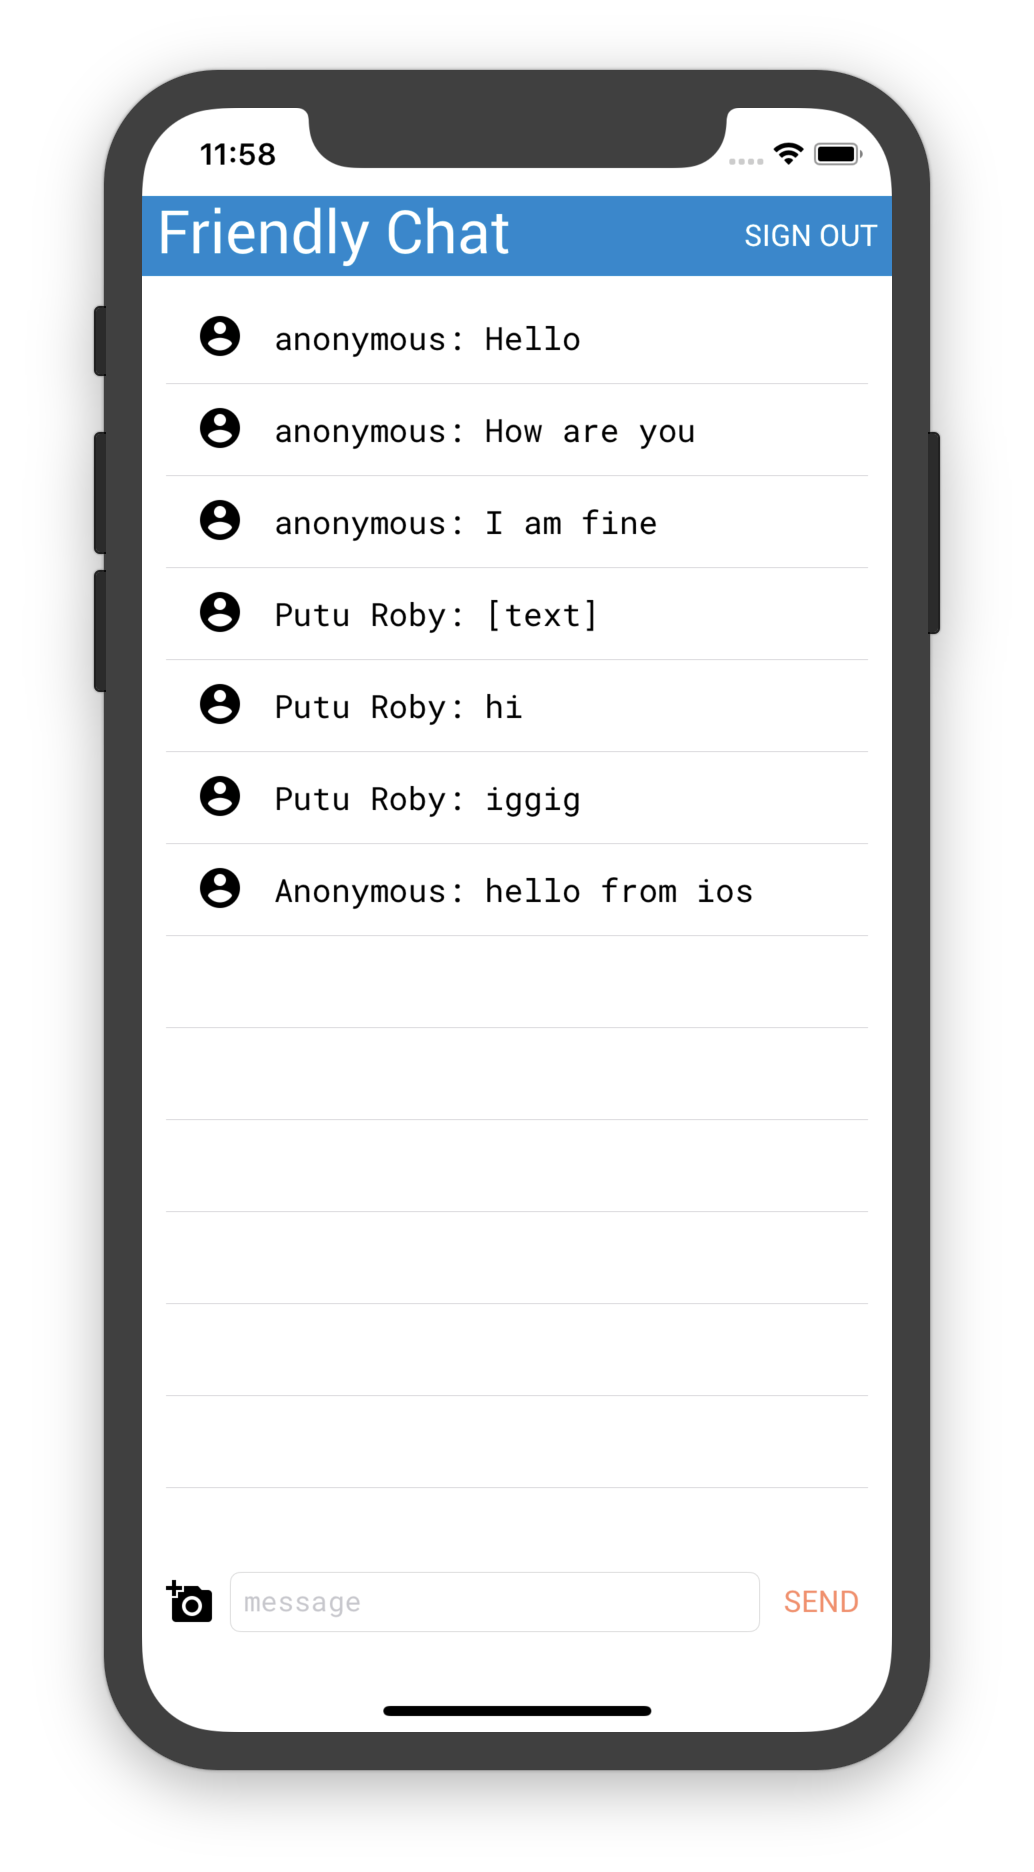 11:58
Friendly Chat SIGN OUT
anonymous: Hello
anonymous: How are you
anonymous: I am fine
Putu Roby: [text]
Putu Roby: hi
Putu Roby: iggig
Anonymous: hello from ios
message SEND